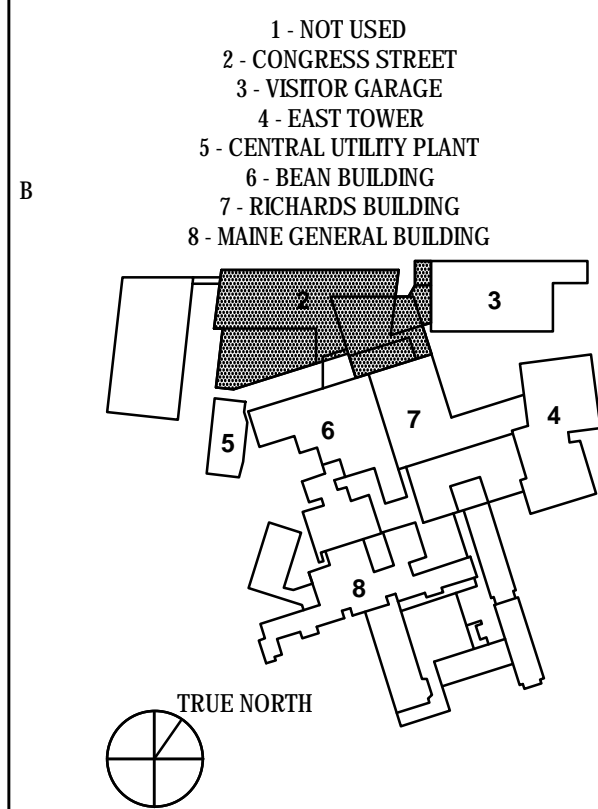 1 - NOT USED
2 - CONGRESS STREET
3 - VISITOR GARAGE
4 - EAST TOWER
5 - CENTRAL UTILITY PLANT
6 - BEAN BUILDING
7 - RICHARDS BUILDING
8 - MAINE GENERAL BUILDING
B
2
3
4
7
6
5
8
TRUE NORTH